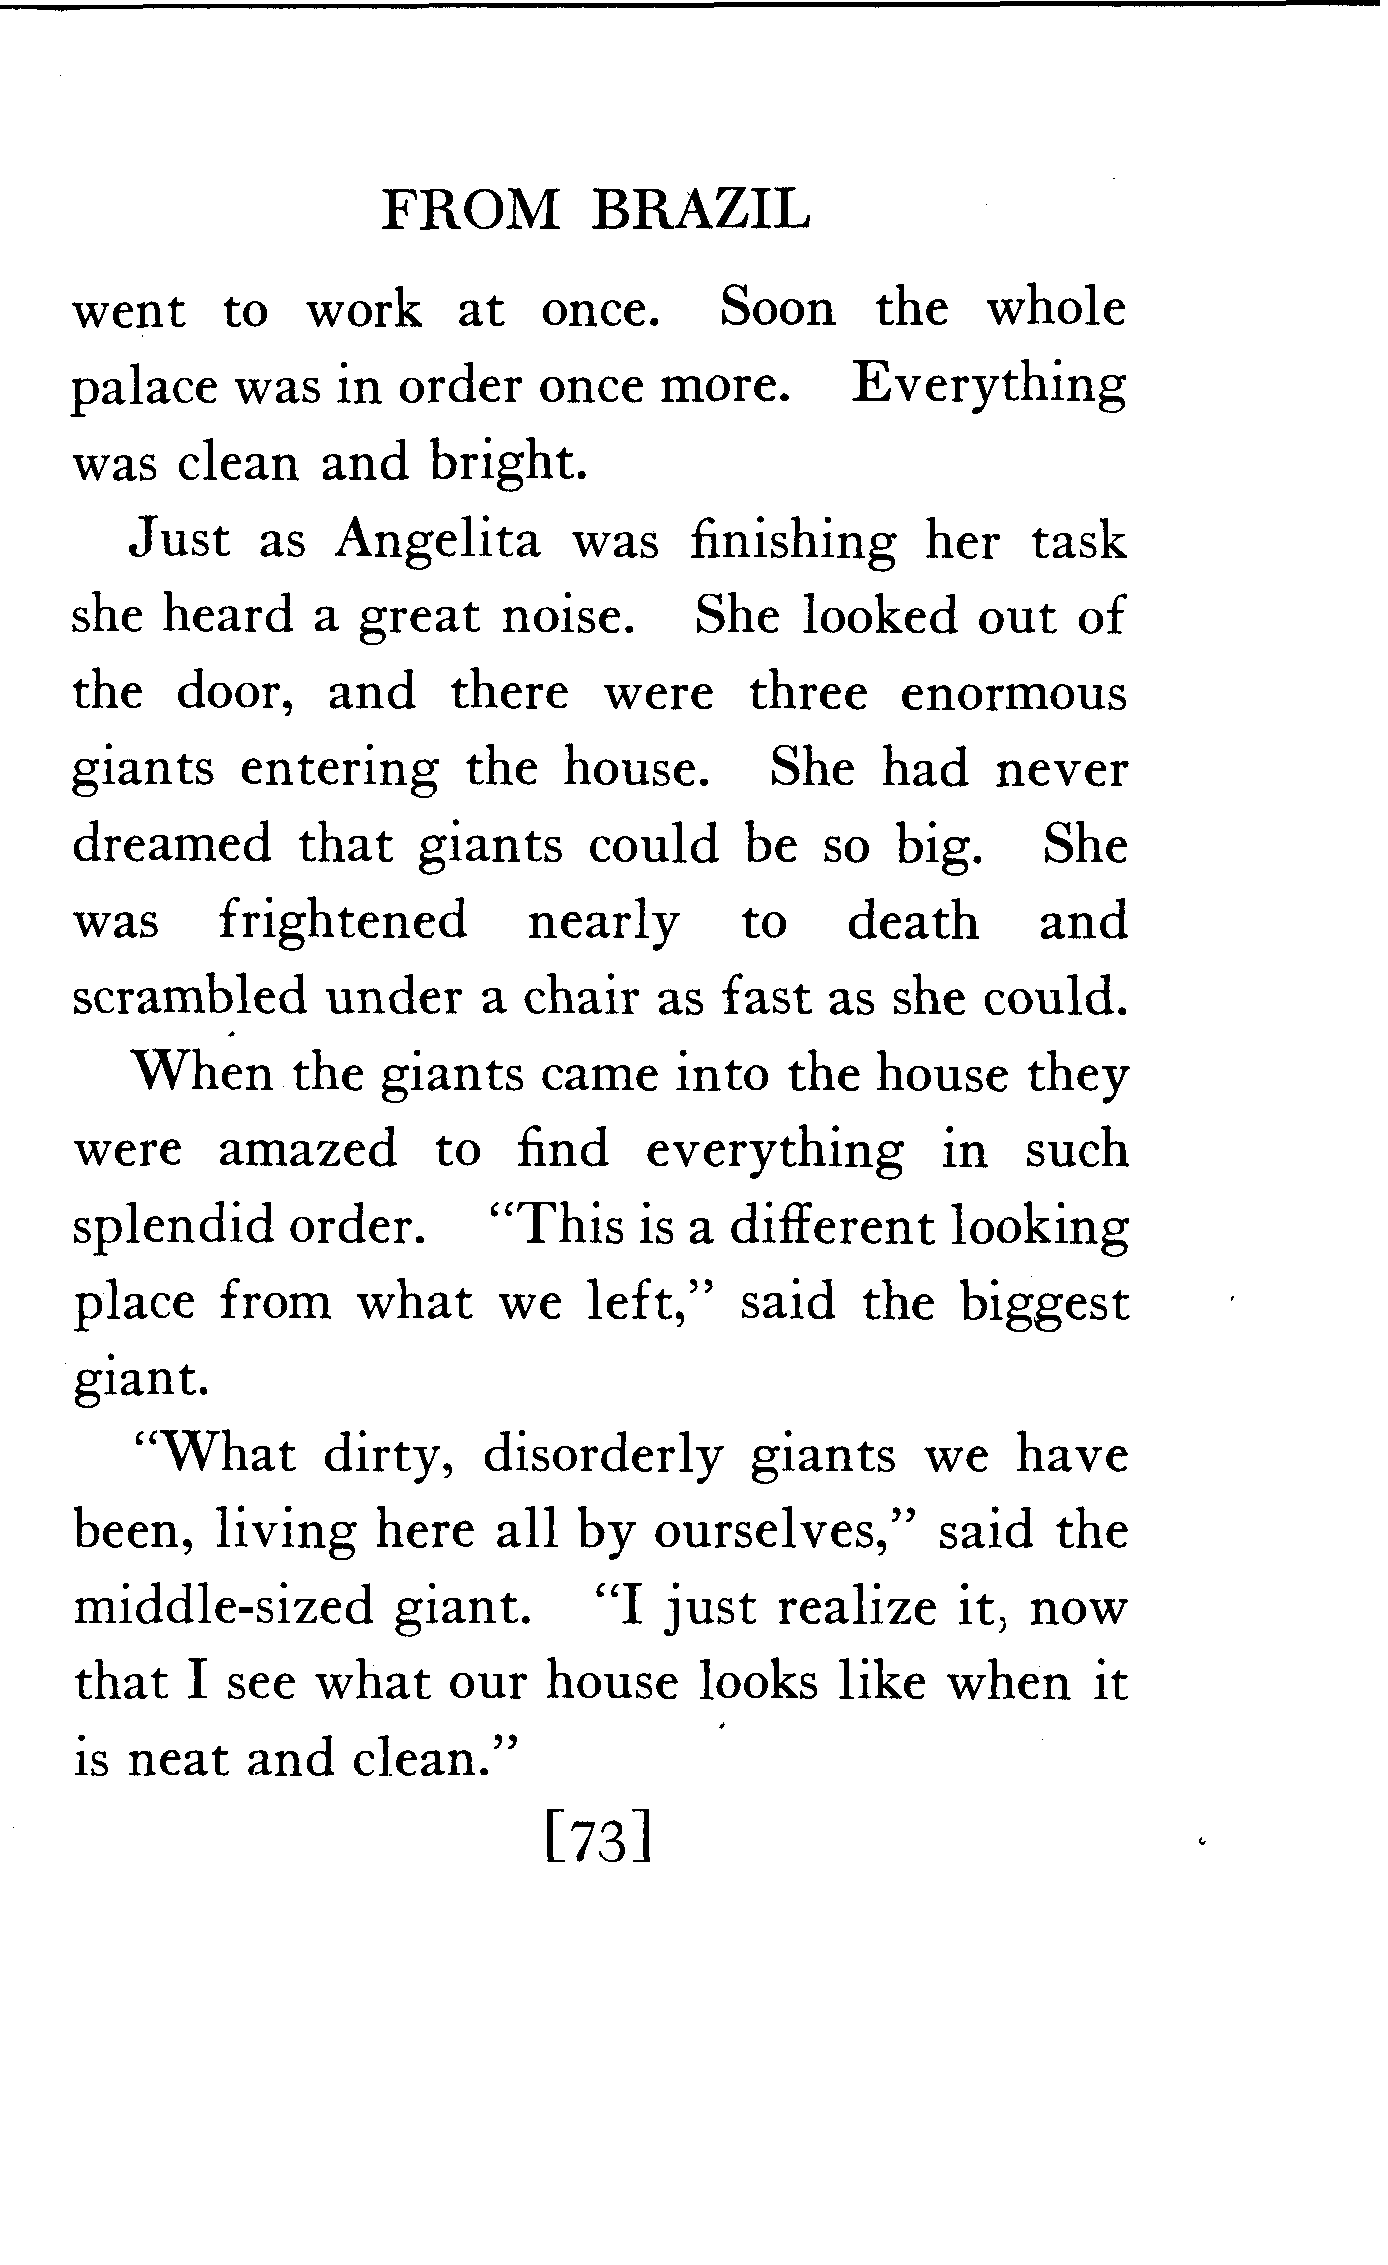 FROM BRAZIL
went to work at once. Soon the whole
palace was in order once more. Everything
was clean and bright.
Just as Angelita was finishing her task
she heard a great noise. She looked out of
the door, and there were three enormous
giants entering the house. She had never
dreamed that giants could be so big. She
was frightened nearly to death and
scrambled under a chair as fast as she could.
When the giants came into the house they
were amazed to find everything in such
splendid order. “This is a different looking
place from what we left,” said the biggest
giant.
“What dirty, disorderly giants we have
been, living here all by ourselves,” said the
middle-sized giant. “I just realize it, now
that I see what our house looks like when it
is neat and clean.”
[73]